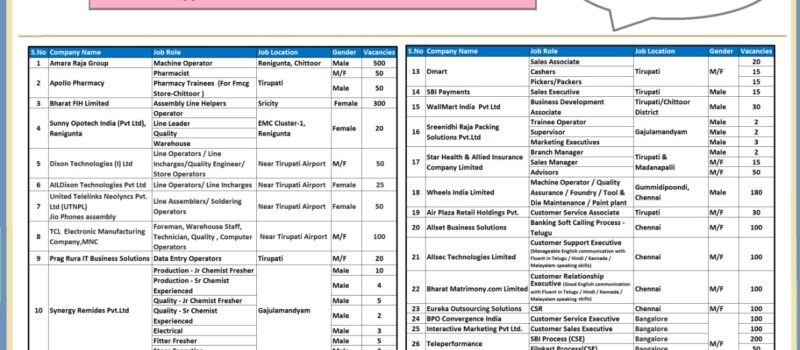 S.No Company Name Job Role Job Location Gender Vacancies
1 Amara Raja Group Machine Operator Renigunta, Chittoor Male 500
2 Apollo Pharmacy Pharmacist Tirupati M/F 50
Pharmacy Trainees (For Fmcg Store-Chittoor ) Male 50
3 Bharat FIH Limited Assembly Line Helpers Sricity Female 300
4 Sunny Opotech India (Pvt Ltd), Renigunta Operator EMC Cluster-1, Renigunta Female 20
Line Leader
Quality
Warehouse
5 Dixon Technologies (I) Ltd Line Operators / Line Incharges/Quality Engineer/ Store Operators Near Tirupati Airport M/F 50
6 AILDixon Technologies Pvt Ltd Line Operators/ Line Incharges Near Tirupati Airport Female 25
7 United Telelinks Neolyncs Pvt. Ltd (UTNPL) Jio Phones assembly Line Assemblers/ Soldering Operators Near Tirupati Airport Female 50
8 TCL Electronic Manufacturing Company,MNC Foreman, Warehouse Staff, Technician, Quality , Computer Operators Near Tirupati Airport M/F 100
9 Prag Rura IT Business Solutions Data Entry Operators Tirupati M/F 20
10 Synergy Remides Pvt.Ltd Production - Jr Chemist Fresher Gajulamandyam Male 10
Production - Sr Chemist Experienced Male 4
Quality - Jr Chemist Fresher Male 5
Quality - Sr Chemist Experienced Male 2
Electrical Male 3
Fitter Fresher Male 5
S.No Company Name Job Role Job Location Gender Vacancies
13 Dmart Sales Associate Tirupati M/F 20
Cashers 15
Pickers/Packers 15
14 SBI Payments Sales Executive Tirupati Male 15
15 WallMart India Pvt Ltd Business Development Associate Tirupati/Chittoor District Male 30
16 Sreenidhi Raja Packing Solutions Pvt.Ltd Trainee Operator Gajulamandyam Male 2
Supervisor Male 2
Marketing Executives Male 3
17 Star Health & Allied Insurance Company Limited Branch Manager Tirupati & Madanapalli Male 2
Sales Manager M/F 15
Advisors M/F 50
18 Wheels India Limited Machine Operator / Quality Assurance / Foundry / Tool & Die Maintenance / Paint plant Gummidipoondi, Chennai Male 180
19 Air Plaza Retail Holdings Pvt. Customer Service Associate Tirupati M/F 30
20 Allset Business Solutions Banking Soft Calling Process - Telugu Chennai M/F 100
21 Allsec Technologies Limited Customer Support Executive (Manageable English communication with Fluent in Telugu / Hindi / Kannada / Malayalam speaking skills) Chennai M/F 100
22 Bharat Matrimony.com Limited Customer Relationship Executive (Good English communication with Fluent in Telugu / Hindi / Kannada / Malayalam speaking skills) Chennai M/F 100
23 Eureka Outsourcing Solutions CSR Chennai M/F 100
24 BPO Convergence India Customer Service Executive Bangalore M/F 100
25 Interactive Marketing Pvt Ltd. Customer Sales Executive Bangalore 100
26 Teleperformance SBI Process (CSE) Bangalore 200
Bangalore 50